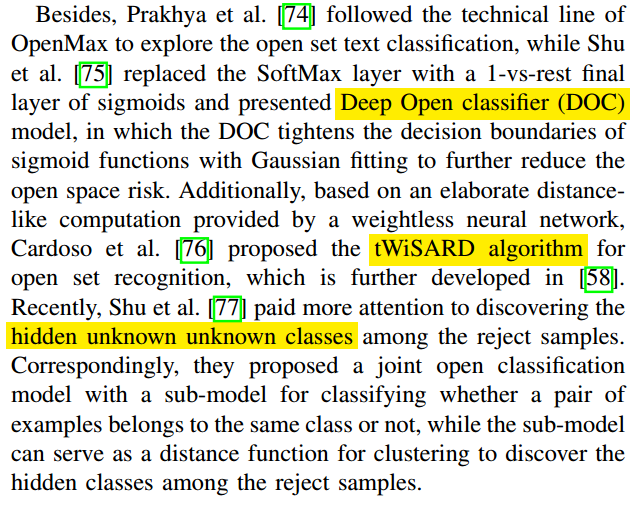 Besides, Prakhya et al. [74] followed the technical line of
OpenMax to explore the open set text classification, while Shu
et al. [75] replaced the SoftMax layer with a 1-vs-rest final
layer of sigmoids and presented Deep Open classifier (DOC)
model, in which the DOC tightens the decision boundaries of
sigmoid functions with Gaussian fitting to further reduce the
open space risk. Additionally, based on an elaborate distance-
like computation provided by a weightless neural network,
Cardoso et al. [76] proposed the tWiSARD algorithm for
open set recognition, which is further developed in [58].
Recently, Shu et al. [77] paid more attention to discovering the
hidden unknown unknown classes among the reject samples.
Correspondingly, they proposed a joint open classification
model with a sub-model for classifying whether a pair of
examples belongs to the same class or not, while the sub-model
can serve as a distance function for clustering to discover the
hidden classes among the reject samples.